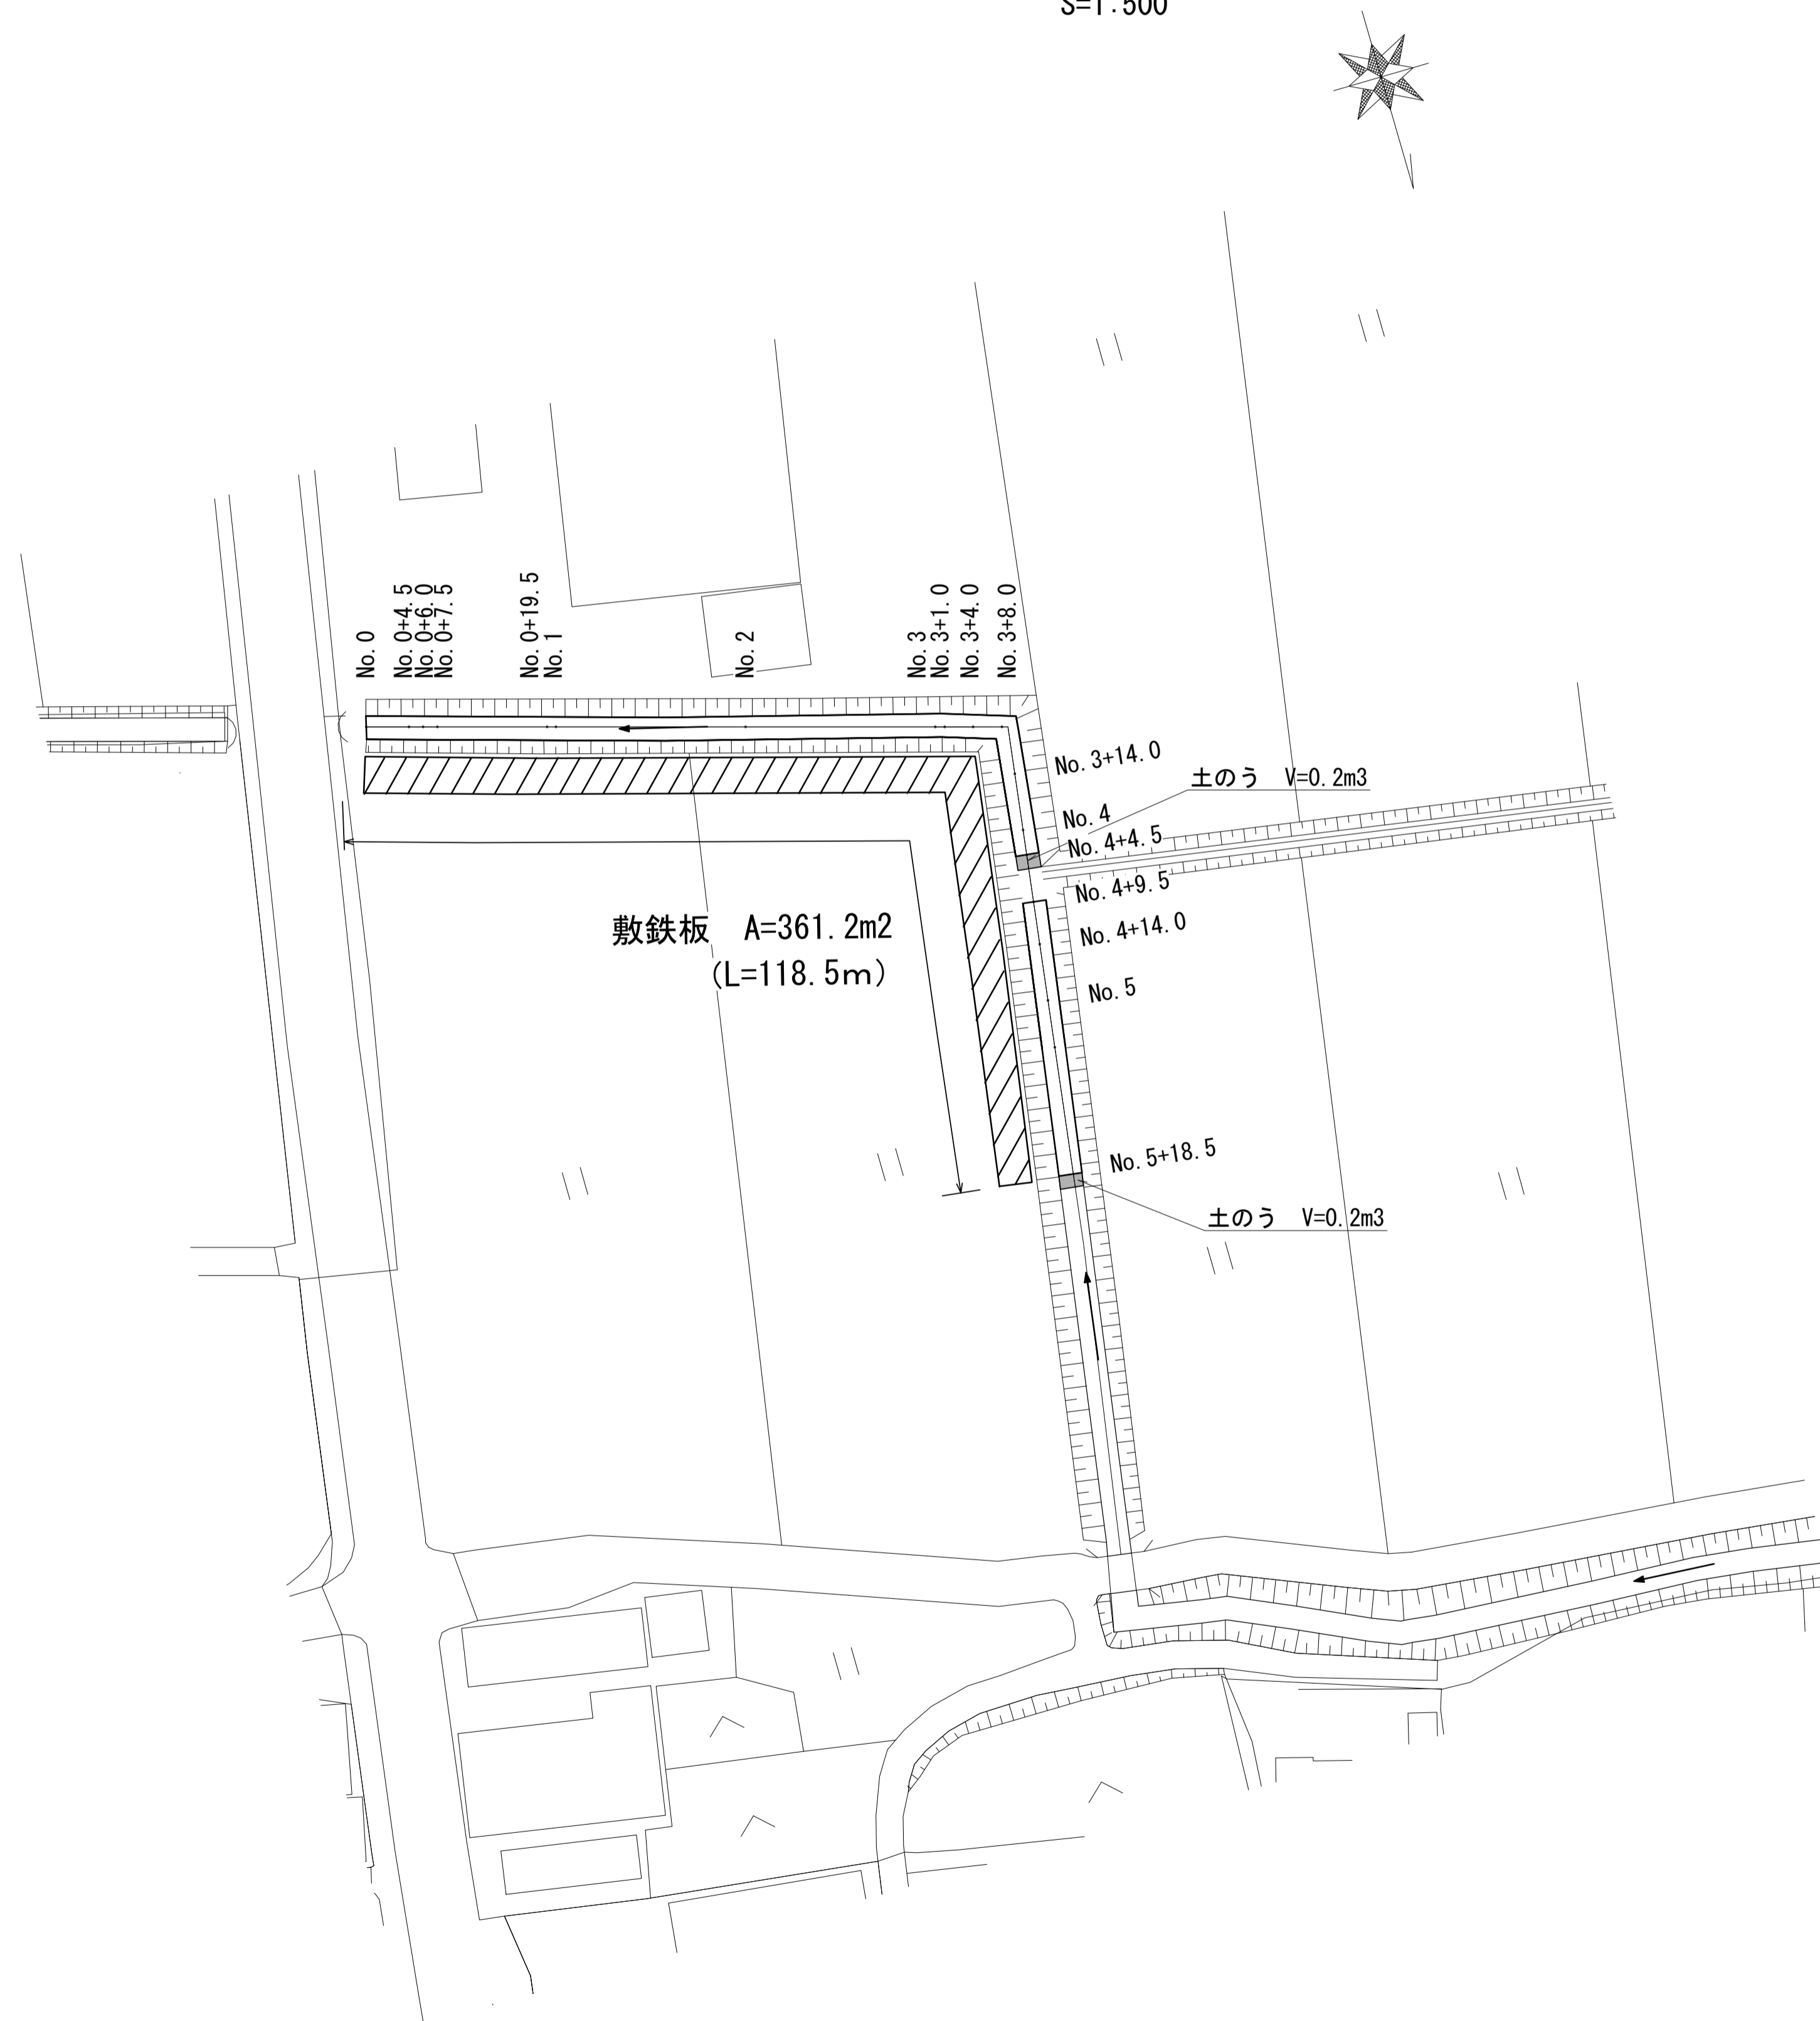 S=1:500
No.0
No.0+4.5
No.0+6.0
No.0+7.5
No.0+19.5
No.1
No.2
No.3
No.3+1.0
No.3+4.0
No.3+8.0
No.3+14.0
土のう V=0.2m3
No.4
No.4+4.5
No.4+9.5
No.4+14.0
敷鉄板 A=361.2m2
(L=118.5m)
No.5
No.5+18.5
土のう V=0.2m3